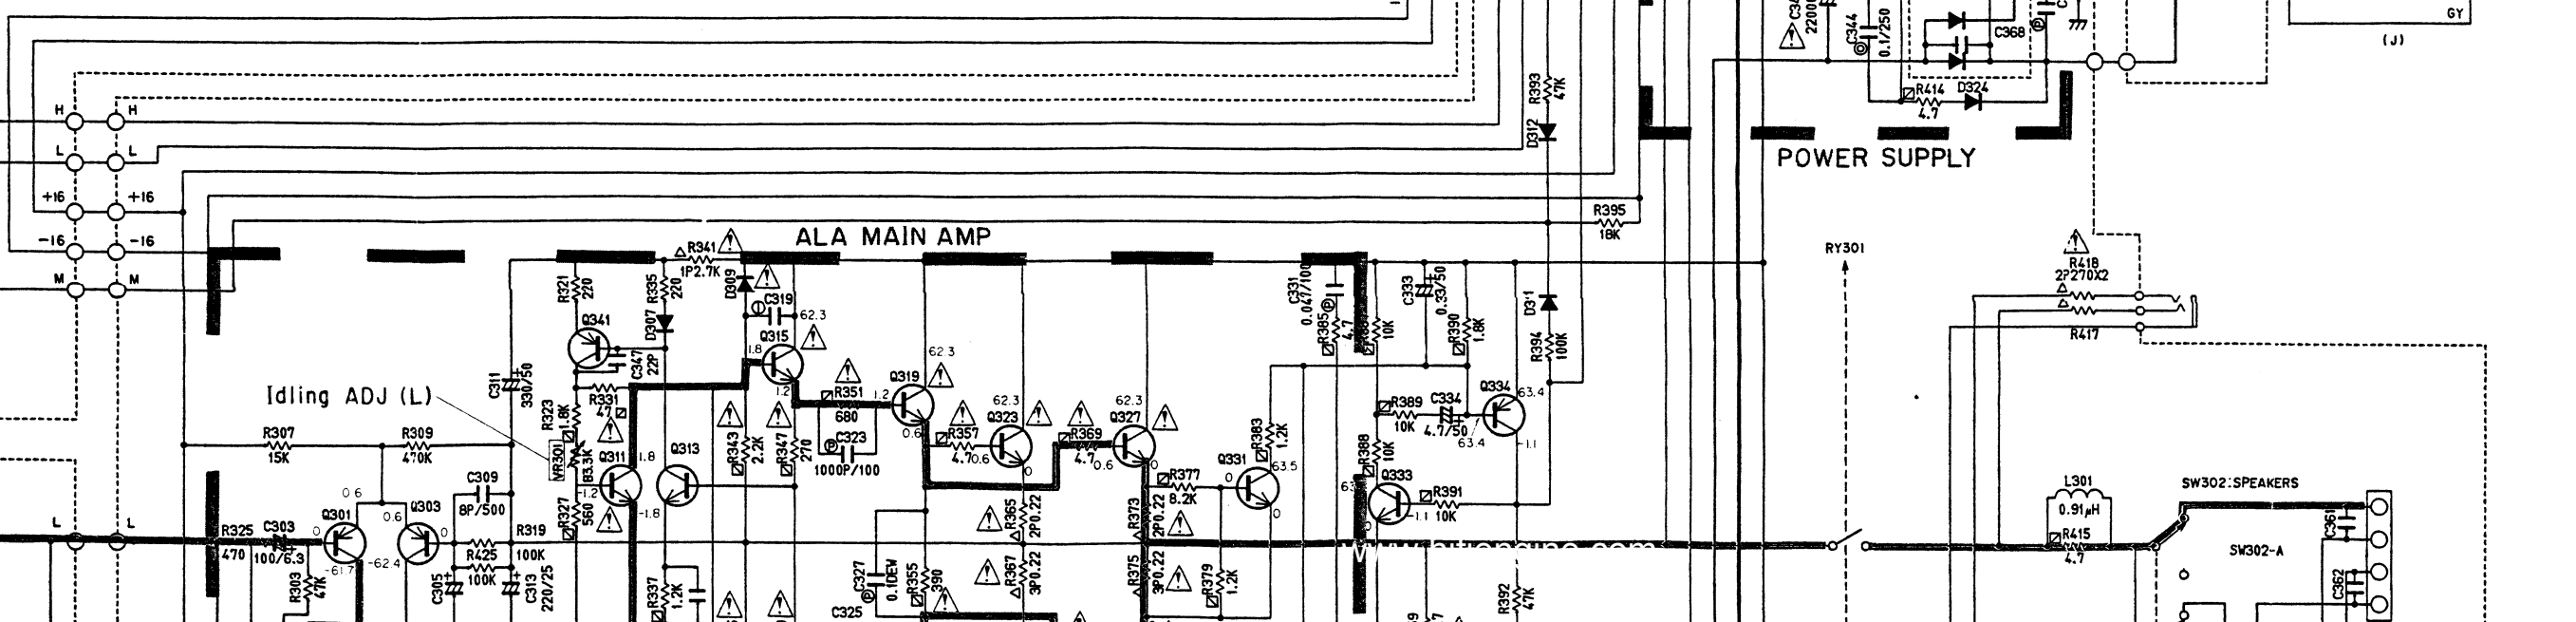 GY
(J)
C344
0.1/250
C368
R414
4.7
D324
POWER SUPPLY
R393
47K
D312
H
H
L
L
+16
+16
-16
-16
M
M
R395
18K
ALA MAIN AMP
RY301
R418
2P270X2
R417
R341
1P2.7K
R321
220
R335
220
D309
C319
62.3
D307
Q341
C347
22P
Q315
1.8
1.2
C331
0.047/100
R385
4.7
10K
C333
0.33/50
R390
1.8K
R394
100K
C311
330/50
Idling ADJ (L)
R323
1.8K
R331
47
R351
680
1.2
Q319
62.3
0.6
C323
1000P/100
R343
2.2K
R347
270
R357
4.7
0.6
Q323
62.3
0
R369
4.7
0.6
Q327
62.3
0
R383
1.2K
R389
10K
C334
4.7/50
Q334
63.4
63.4
-1.1
R388
10K
R307
15K
R309
470K
VR301
B3.3K
Q311
1.8
-1.2
Q313
-1.8
R377
8.2K
Q331
0
63.5
0
Q333
-1.1
0
R391
10K
C309
8P/500
R327
560
0.6
Q301
0
-61.7
Q303
0.6
0
-62.4
L
L
R325
470
C303
100/6.3
R303
47K
R425
100K
R319
100K
C305
C313
220/25
R337
1.2K
C327
0.1DEW
C325
R355
390
R365
2P0.22
R367
3P0.22
R373
2P0.22
R375
3P0.22
R379
1.2K
R392
47K
L301
0.91μH
R415
4.7
SW302:SPEAKERS
SW302-A
C361
C362